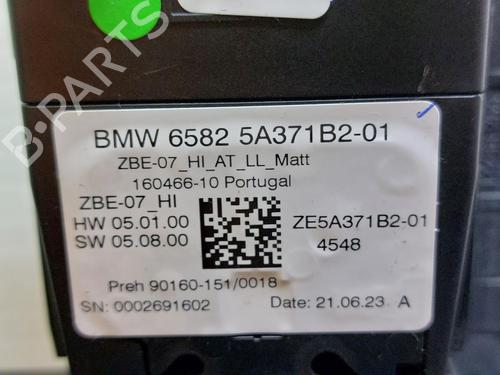 BMW 6582 5A371B2-01
ZBE-07_HI_AT_LL_Matt
160466-10 Portugal
ZBE-07_HI
HW 05.01.00
SW 05.08.00
ZE5A371B2-01
4548
Preh 90160-151/0018
SN: 0002691602
Date: 21.06.23 A
B-PARTS